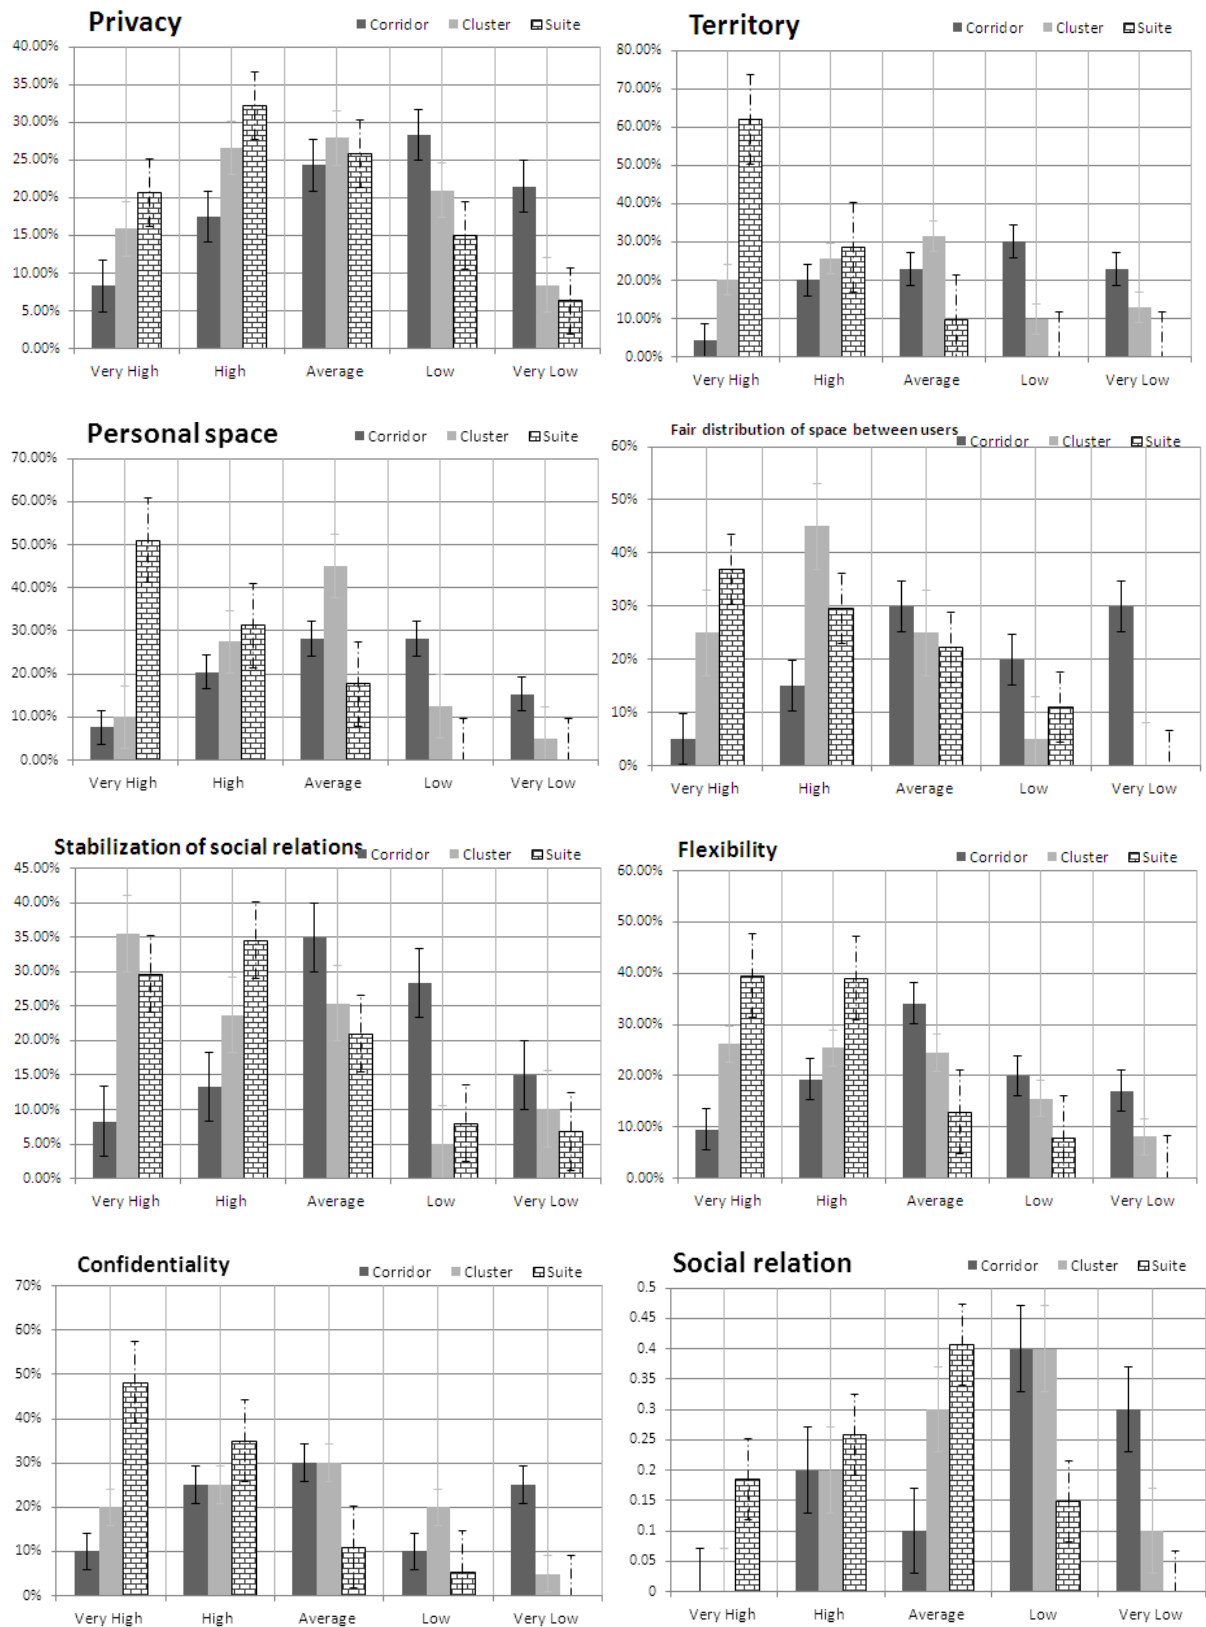 Privacy
Corridor Cluster Suite
40.00%
35.00%
30.00%
25.00%
20.00%
15.00%
10.00%
5.00%
0.00%
Very High High Average Low Very Low
Territory
Corridor Cluster Suite
80.00%
70.00%
60.00%
50.00%
40.00%
30.00%
20.00%
10.00%
0.00%
Very High High Average Low Very Low
Personal space
Corridor Cluster Suite
70.00%
60.00%
50.00%
40.00%
30.00%
20.00%
10.00%
0.00%
Very High High Average Low Very Low
Fair distribution of space between users
Corridor Cluster Suite
60%
50%
40%
30%
20%
10%
0%
Very High High Average Low Very Low
Stabilization of social relations
Corridor Cluster Suite
45.00%
40.00%
35.00%
30.00%
25.00%
20.00%
15.00%
10.00%
5.00%
0.00%
Very High High Average Low Very Low
Flexibility
Corridor Cluster Suite
60.00%
50.00%
40.00%
30.00%
20.00%
10.00%
0.00%
Very High High Average Low Very Low
Confidentiality
Corridor Cluster Suite
70%
60%
50%
40%
30%
20%
10%
0%
Very High High Average Low Very Low
Social relation
Corridor Cluster Suite
0.5
0.45
0.4
0.35
0.3
0.25
0.2
0.15
0.1
0.05
0
Very High High Average Low Very Low